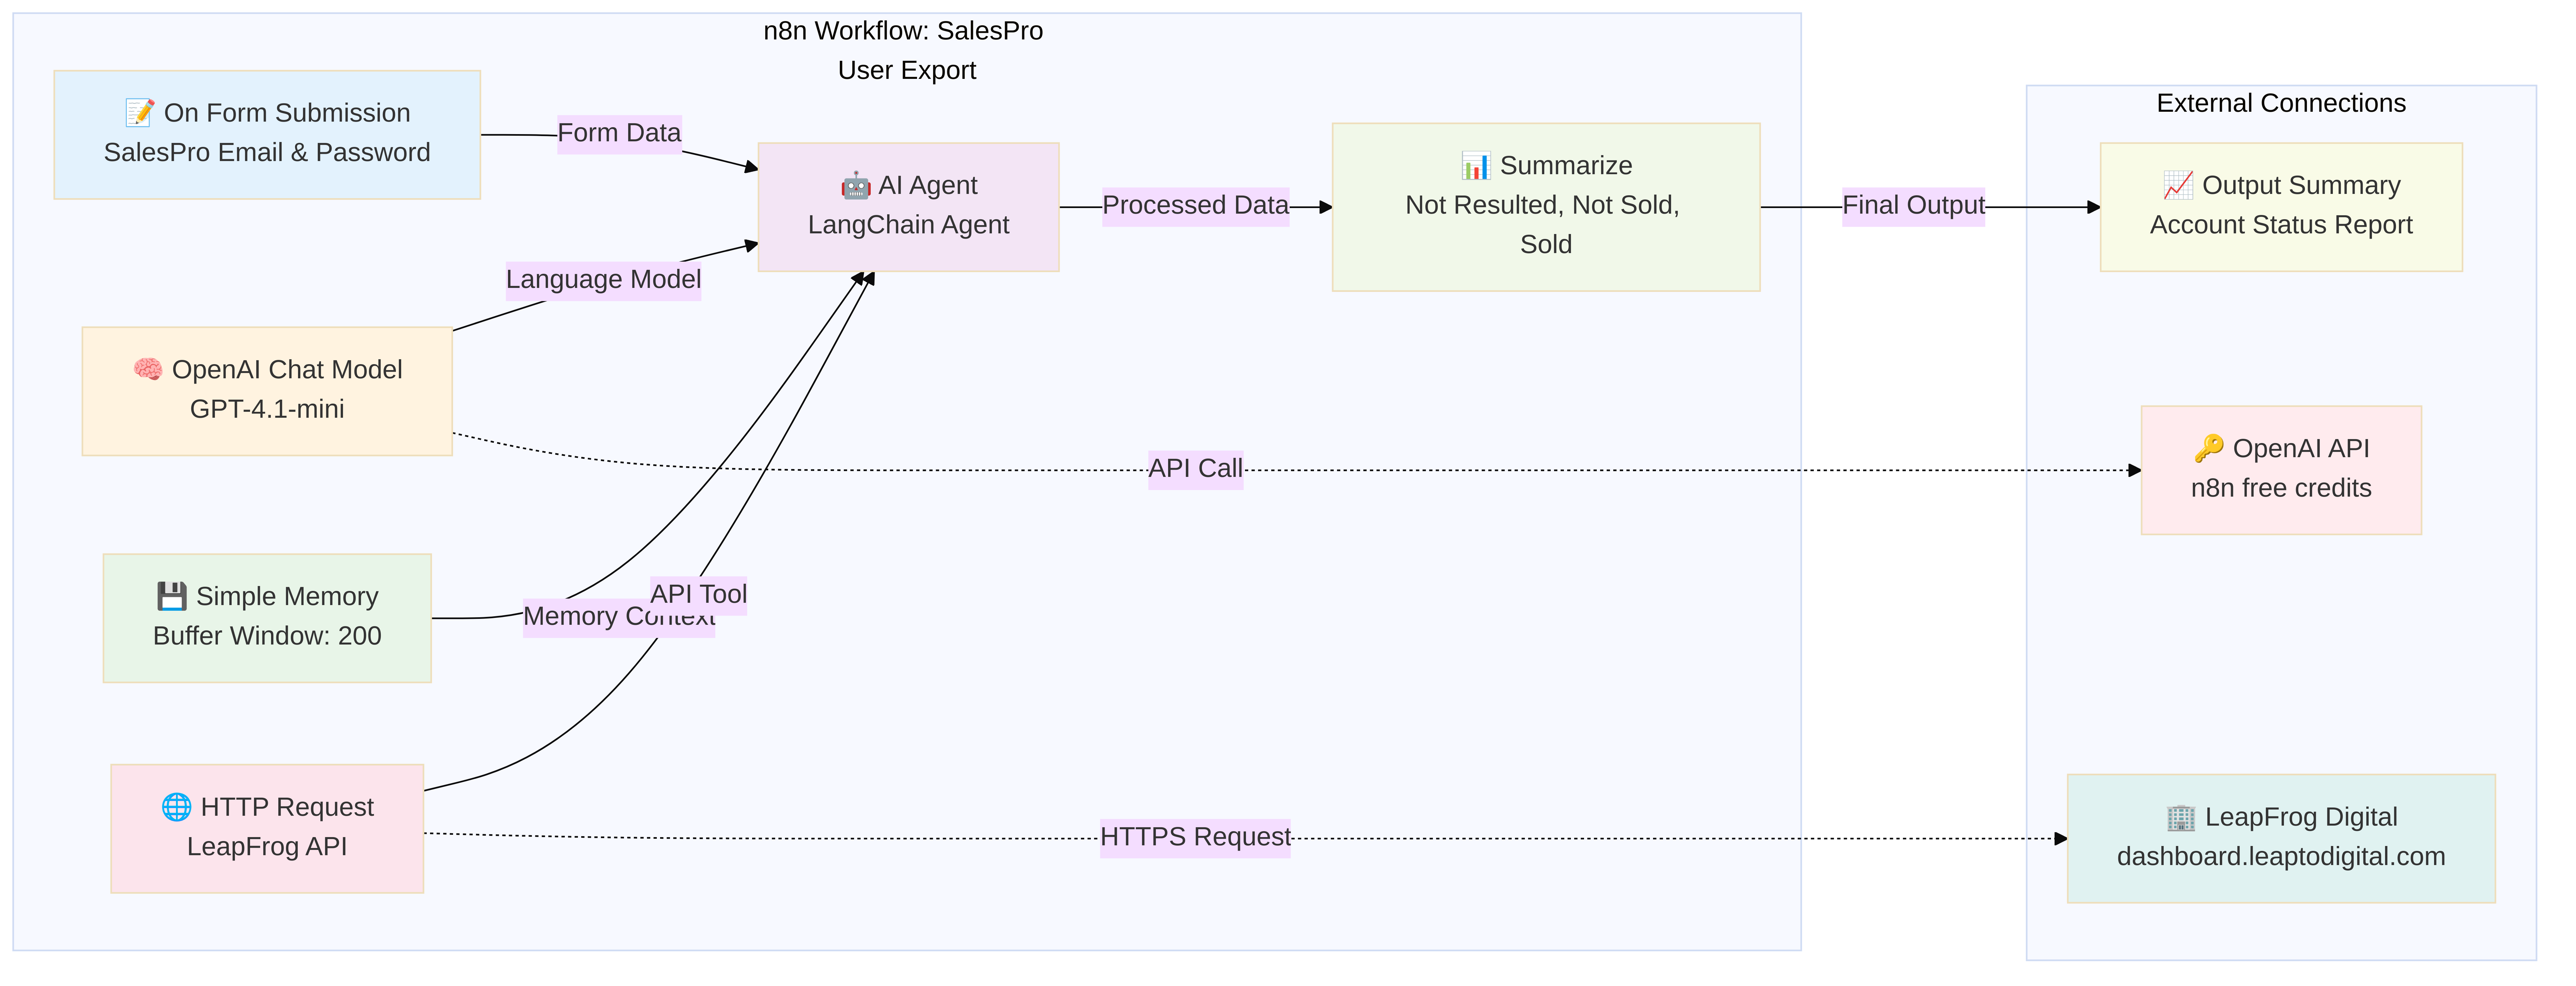 n8n Workflow: SalesPro
User Export
📝 On Form Submission
SalesPro Email & Password
Form Data
🤖 AI Agent
LangChain Agent
Processed Data
📊 Summarize
Not Resulted, Not Sold,
Sold
Final Output
External Connections
📈 Output Summary
Account Status Report
Language Model
🧠 OpenAI Chat Model
GPT-4.1-mini
API Call
🔑 OpenAI API
n8n free credits
💾 Simple Memory
Buffer Window: 200
API Tool
Memory Context
🌐 HTTP Request
LeapFrog API
HTTPS Request
🏢 LeapFrog Digital
dashboard.leaptodigital.com